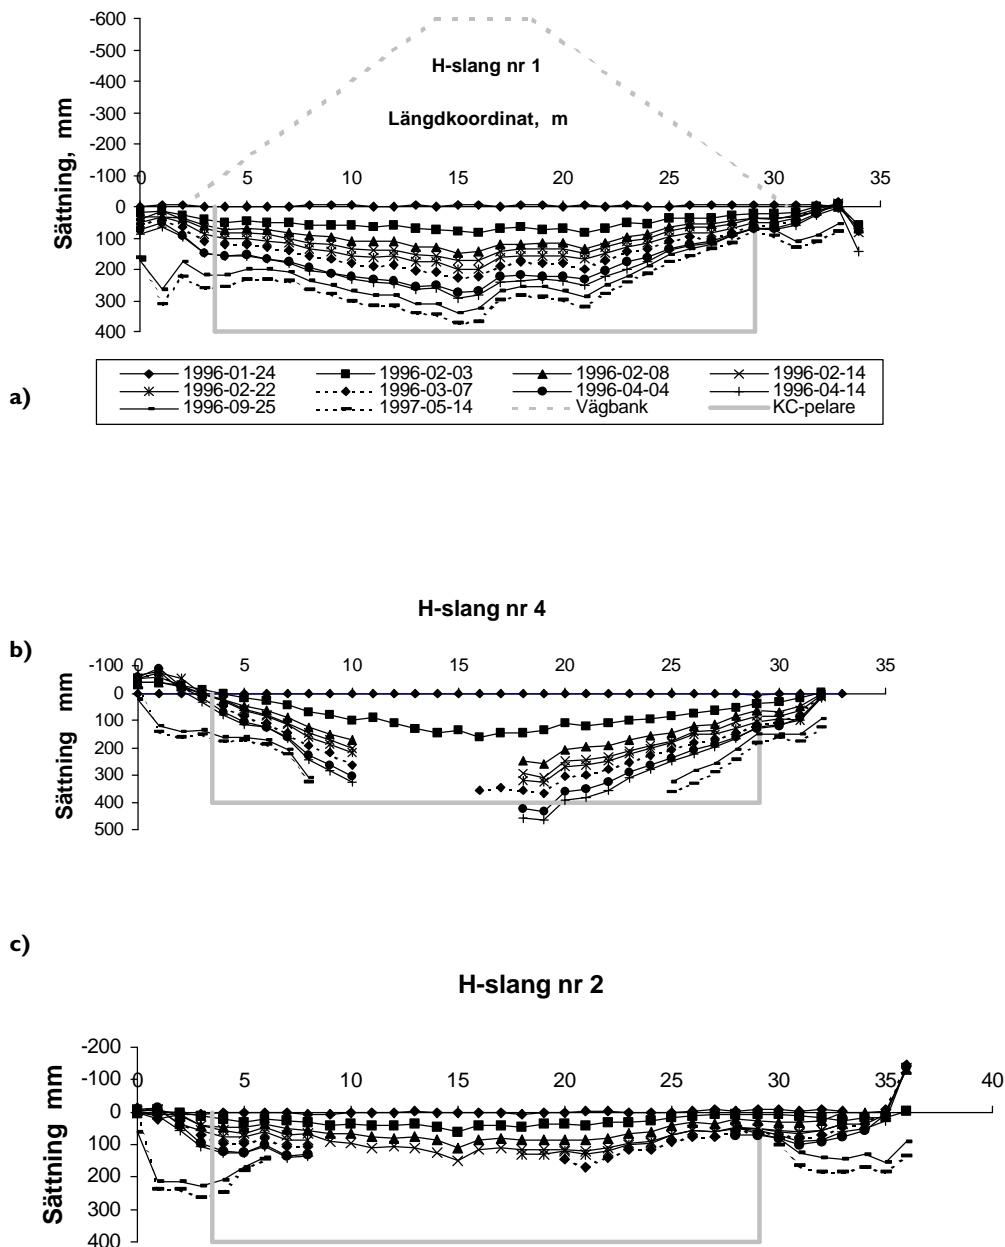 -600
-500
-400
-300
-200
-100
0
100
200
300
400
Sättning, mm
H-slang nr 1
Längdkoordinat, m
0 5 10 15 20 25 30 35
a)
1996-01-24 1996-02-03 1996-02-08 1996-02-14
1996-02-22 1996-03-07 1996-04-04 1996-04-14
1996-09-25 1997-05-14 Vägbank KC-pelare
H-slang nr 4
b)
0 5 10 15 20 25 30 35
-100
0
100
200
300
400
500
Sättning mm
c)
H-slang nr 2
0 5 10 15 20 25 30 35 40
-200
-100
0
100
200
300
400
Sättning mm